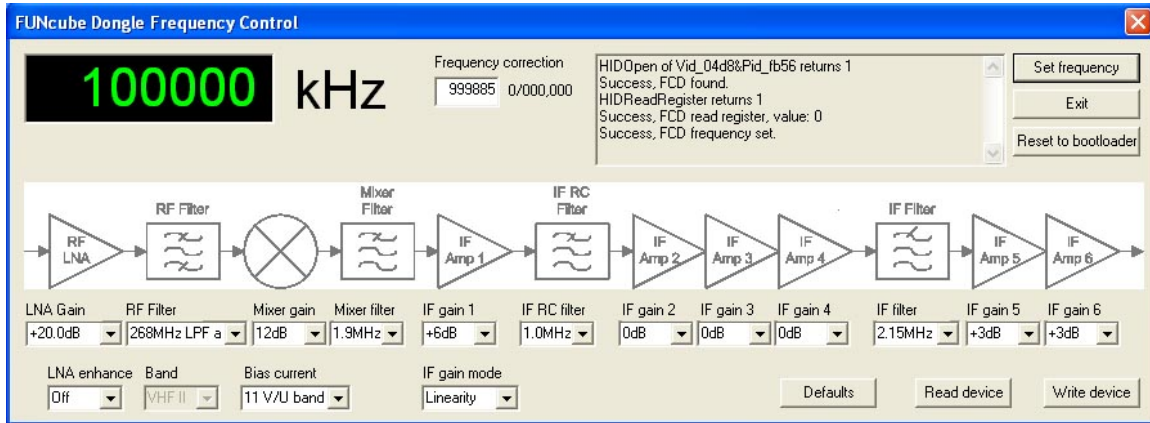 FUNcube Dongle Frequency Control
100000 kHz
Frequency correction
999885 0/000,000
HIDOpen of Vid_04d8&Pid_fb56 returns 1
Success, FCD found.
HIDReadRegister returns 1
Success, FCD read register, value: 0
Success, FCD frequency set.
Set frequency
Exit
Reset to bootloader
RF Filter
Mixer
Filter
IF RC
Filter
IF Filter
RF
LNA
IF
Amp 1
IF
Amp 2
IF
Amp 3
IF
Amp 4
IF
Amp 5
IF
Amp 6
LNA Gain RF Filter Mixer gain Mixer filter IF gain 1 IF RC filter IF gain 2 IF gain 3 IF gain 4 IF filter IF gain 5 IF gain 6
+20.0dB 268MHz LPF a 12dB 1.9MHz +6dB 1.0MHz 0dB 0dB 0dB 2.15MHz +3dB +3dB
LNA enhance Band Bias current IF gain mode
Off VHF II 11 V/U band Linearity
Defaults Read device Write device